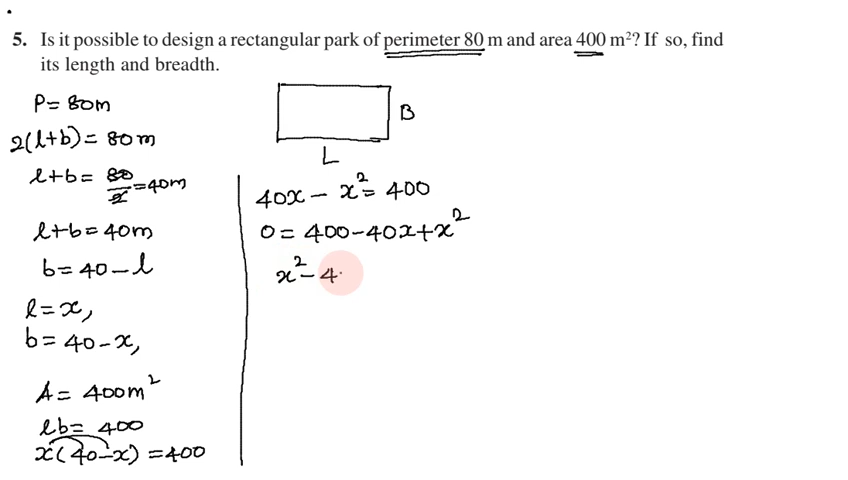 5. Is it possible to design a rectangular park of perimeter 80 m and area 400 m²? If so, find
its length and breadth.
P = 80m
2(l+b) = 80m
l+b = 80/2 = 40m
l+b = 40m
b = 40 - l
l = x,
b = 40 - x,
A = 400m²
lb = 400
x(40 - x) = 400
B
L
40x - x² = 400
0 = 400 - 40x + x²
x² - 4